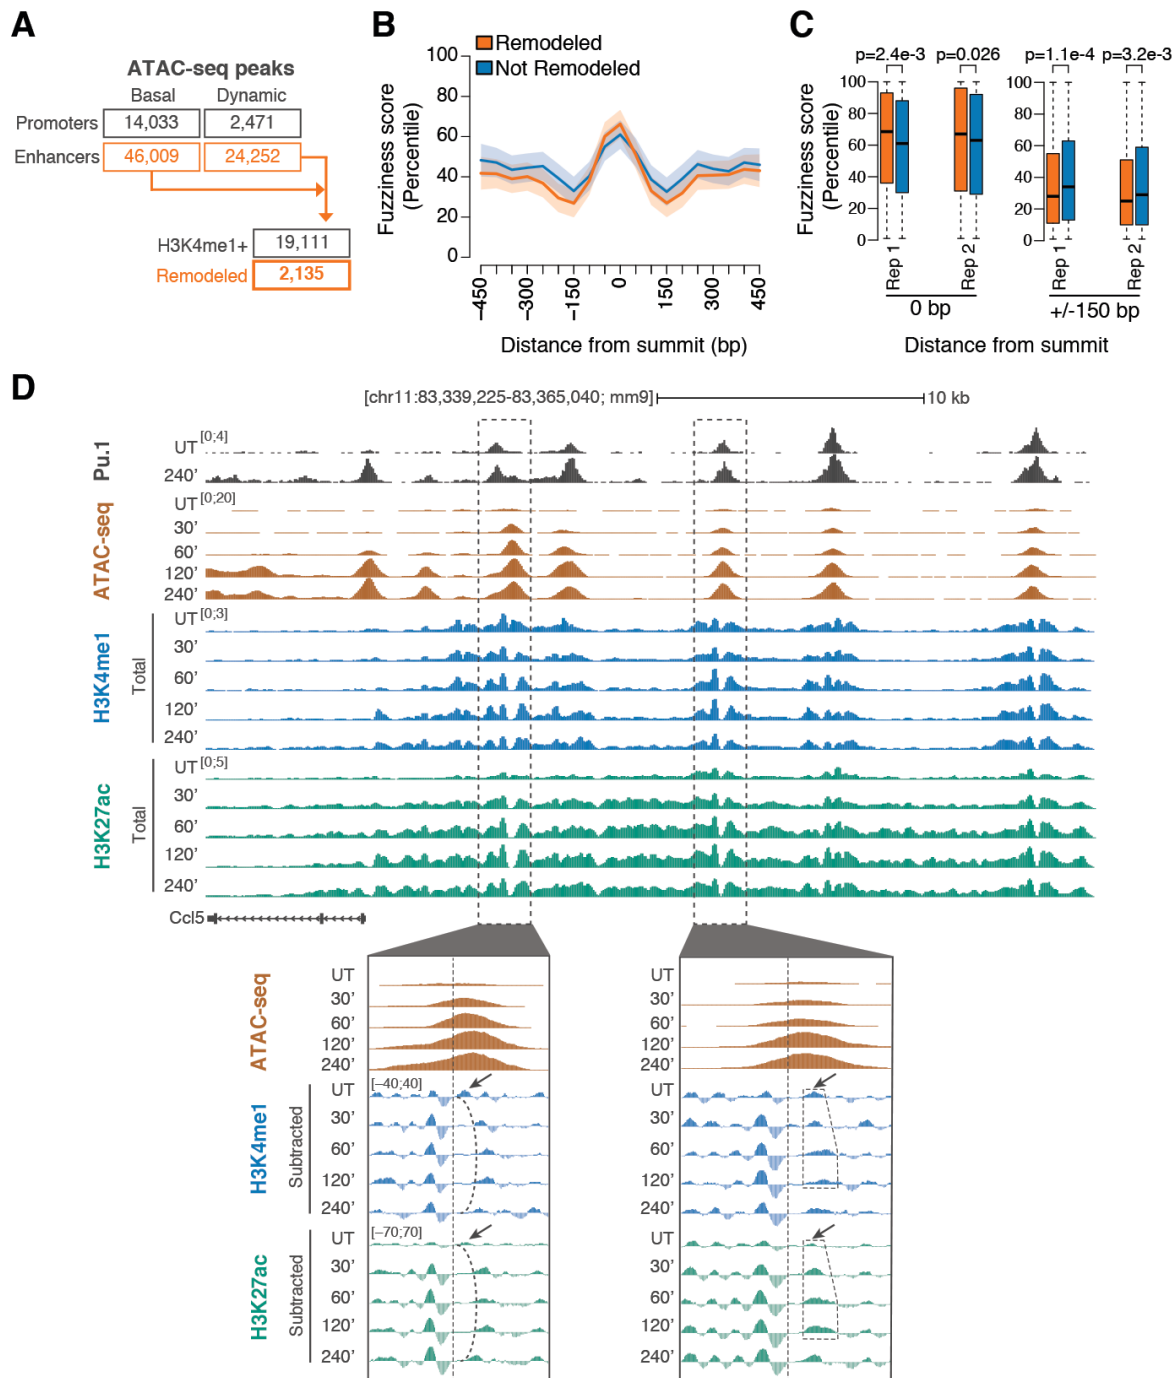 A
ATAC-seq peaks
Basal Dynamic
Promoters 14,033 2,471
Enhancers 46,009 24,252
H3K4me1+ 19,111
Remodeled 2,135
B
Remodeled
Not Remodeled
Fuzziness score
(Percentile)
100
80
60
40
20
0
−450 −300 −150 0 150 300 450
Distance from summit (bp)
C
p=2.4e-3 p=0.026 p=1.1e-4 p=3.2e-3
Fuzziness score
(Percentile)
100
80
60
40
20
0
100
80
60
40
20
0
Rep 1 Rep 2 Rep 1 Rep 2
0 bp +/-150 bp
Distance from summit
D
[chr11:83,339,225-83,365,040; mm9] 10 kb
Pu.1
UT [0;4]
240'
ATAC-seq
UT [0;20]
30'
60'
120'
240'
H3K4me1
Total
UT [0;3]
30'
60'
120'
240'
H3K27ac
Total
UT [0;5]
30'
60'
120'
240'
Ccl5
ATAC-seq
UT
30'
60'
120'
240'
H3K4me1
Subtracted
UT [−40;40]
30'
60'
120'
240'
H3K27ac
Subtracted
UT [−70;70]
30'
60'
120'
240'
UT
30'
60'
120'
240'
UT
30'
60'
120'
240'
UT
30'
60'
120'
240'